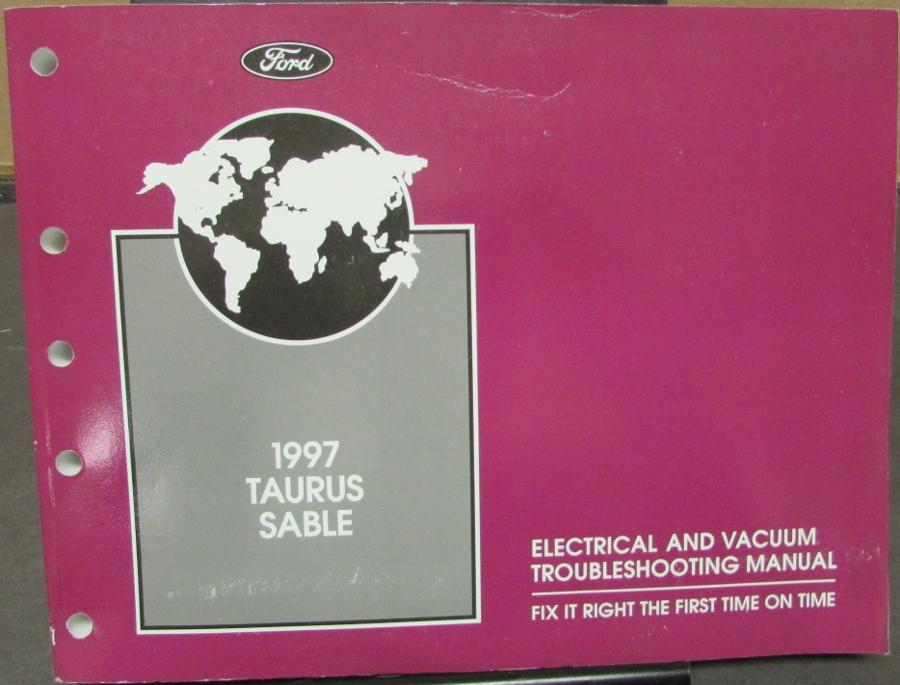 Ford
1997
TAURUS
SABLE
ELECTRICAL AND VACUUM
TROUBLESHOOTING MANUAL
FIX IT RIGHT THE FIRST TIME ON TIME